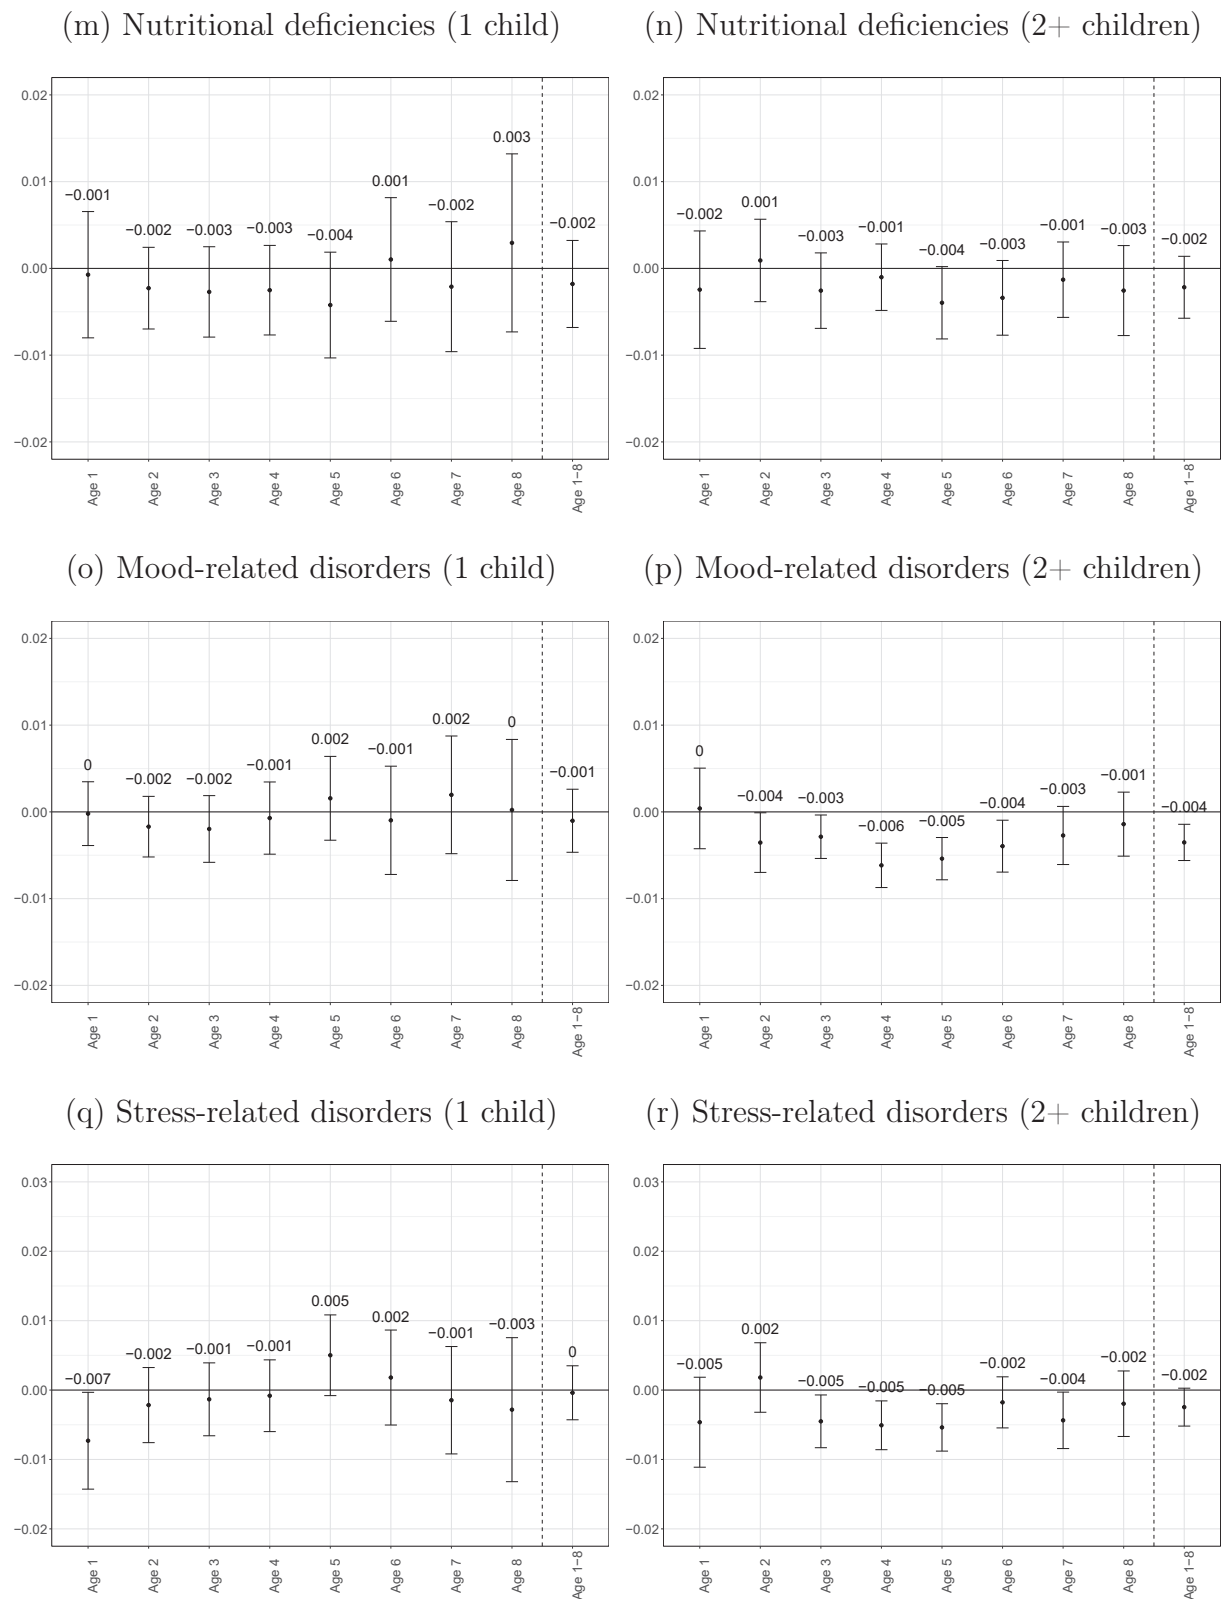 (m) Nutritional deficiencies (1 child)
0.02
0.01
0.00
−0.01
−0.02
−0.001
−0.002
−0.003
−0.003
−0.004
0.001
−0.002
0.003
−0.002
Age 1
Age 2
Age 3
Age 4
Age 5
Age 6
Age 7
Age 8
Age 1−8
(n) Nutritional deficiencies (2+ children)
0.02
0.01
0.00
−0.01
−0.02
−0.002
0.001
−0.003
−0.001
−0.004
−0.003
−0.001
−0.003
−0.002
Age 1
Age 2
Age 3
Age 4
Age 5
Age 6
Age 7
Age 8
Age 1−8
(o) Mood-related disorders (1 child)
0.02
0.01
0.00
−0.01
−0.02
0
−0.002
−0.002
−0.001
0.002
−0.001
0.002
0
−0.001
Age 1
Age 2
Age 3
Age 4
Age 5
Age 6
Age 7
Age 8
Age 1−8
(p) Mood-related disorders (2+ children)
0.02
0.01
0.00
−0.01
−0.02
0
−0.004
−0.003
−0.006
−0.005
−0.004
−0.003
−0.001
−0.004
Age 1
Age 2
Age 3
Age 4
Age 5
Age 6
Age 7
Age 8
Age 1−8
(q) Stress-related disorders (1 child)
0.03
0.02
0.01
0.00
−0.01
−0.02
−0.007
−0.002
−0.001
−0.001
0.005
0.002
−0.001
−0.003
0
Age 1
Age 2
Age 3
Age 4
Age 5
Age 6
Age 7
Age 8
Age 1−8
(r) Stress-related disorders (2+ children)
0.03
0.02
0.01
0.00
−0.01
−0.02
−0.005
0.002
−0.005
−0.005
−0.005
−0.002
−0.004
−0.002
−0.002
Age 1
Age 2
Age 3
Age 4
Age 5
Age 6
Age 7
Age 8
Age 1−8